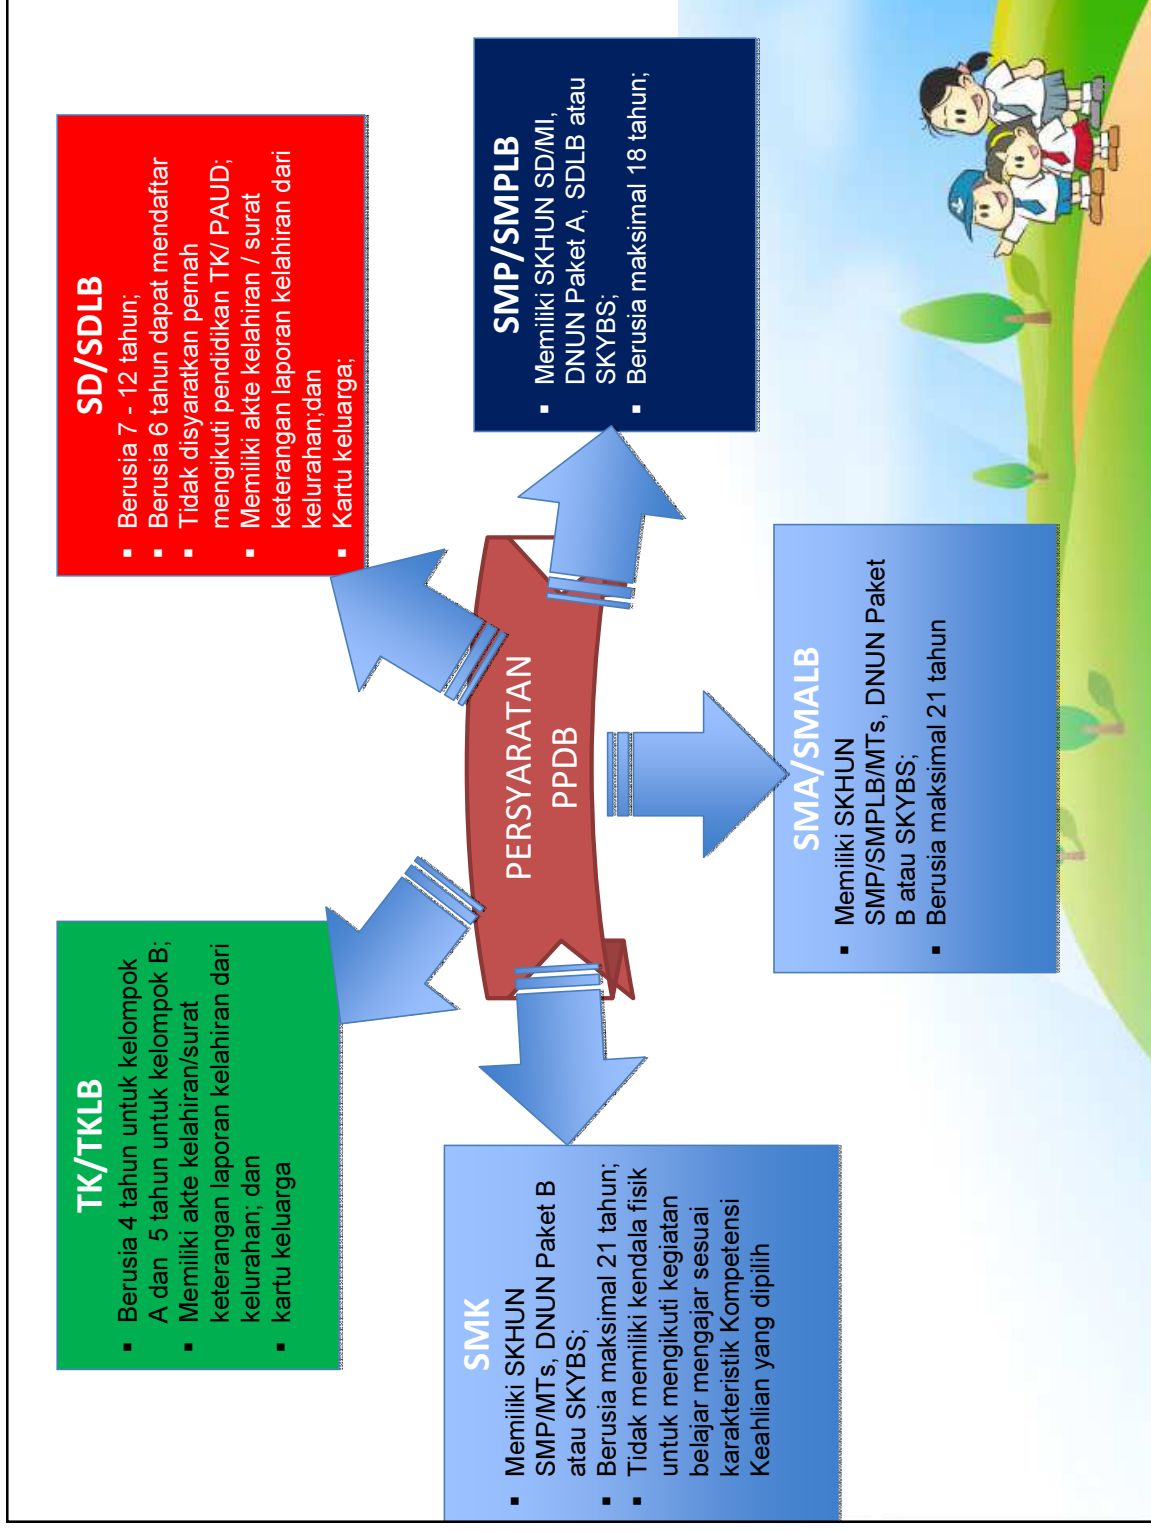 TK/TKLB
▪ Berusia 4 tahun untuk kelompok
A dan 5 tahun untuk kelompok B;
▪ Memiliki akte kelahiran/surat
keterangan laporan kelahiran dari
kelurahan; dan
▪ kartu keluarga
SD/SDLB
▪ Berusia 7 - 12 tahun;
▪ Berusia 6 tahun dapat mendaftar
▪ Tidak disyaratkan pernah
mengikuti pendidikan TK/ PAUD;
▪ Memiliki akte kelahiran / surat
keterangan laporan kelahiran dari
kelurahan;dan
▪ Kartu keluarga;
PERSYARATAN
PPDB
SMK
▪ Memiliki SKHUN
SMP/MTs, DNUN Paket B
atau SKYBS;
▪ Berusia maksimal 21 tahun;
▪ Tidak memiliki kendala fisik
untuk mengikuti kegiatan
belajar mengajar sesuai
karakteristik Kompetensi
Keahlian yang dipilih
SMP/SMPLB
▪ Memiliki SKHUN SD/MI,
DNUN Paket A, SDLB atau
SKYBS;
▪ Berusia maksimal 18 tahun;
SMA/SMALB
▪ Memiliki SKHUN
SMP/SMPLB/MTs, DNUN Paket
B atau SKYBS;
▪ Berusia maksimal 21 tahun